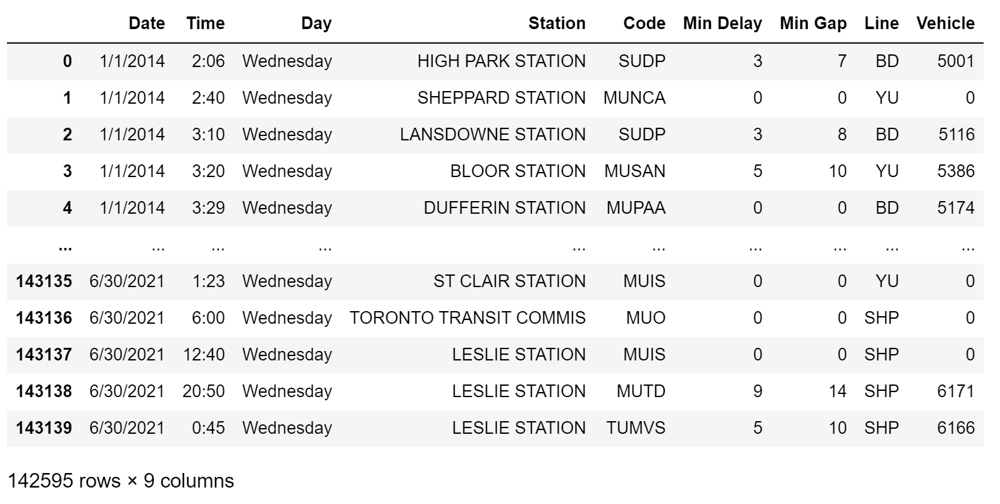 Date Time Day Station Code Min Delay Min Gap Line Vehicle
0 1/1/2014 2:06 Wednesday HIGH PARK STATION SUDP 3 7 BD 5001
1 1/1/2014 2:40 Wednesday SHEPPARD STATION MUNCA 0 0 YU 0
2 1/1/2014 3:10 Wednesday LANSDOWNE STATION SUDP 3 8 BD 5116
3 1/1/2014 3:20 Wednesday BLOOR STATION MUSAN 5 10 YU 5386
4 1/1/2014 3:29 Wednesday DUFFERIN STATION MUPAA 0 0 BD 5174
... ... ... ... ... ... ... ... ... ...
143135 6/30/2021 1:23 Wednesday ST CLAIR STATION MUIS 0 0 YU 0
143136 6/30/2021 6:00 Wednesday TORONTO TRANSIT COMMIS MUO 0 0 SHP 0
143137 6/30/2021 12:40 Wednesday LESLIE STATION MUIS 0 0 SHP 0
143138 6/30/2021 20:50 Wednesday LESLIE STATION MUTD 9 14 SHP 6171
143139 6/30/2021 0:45 Wednesday LESLIE STATION TUMVS 5 10 SHP 6166
142595 rows × 9 columns